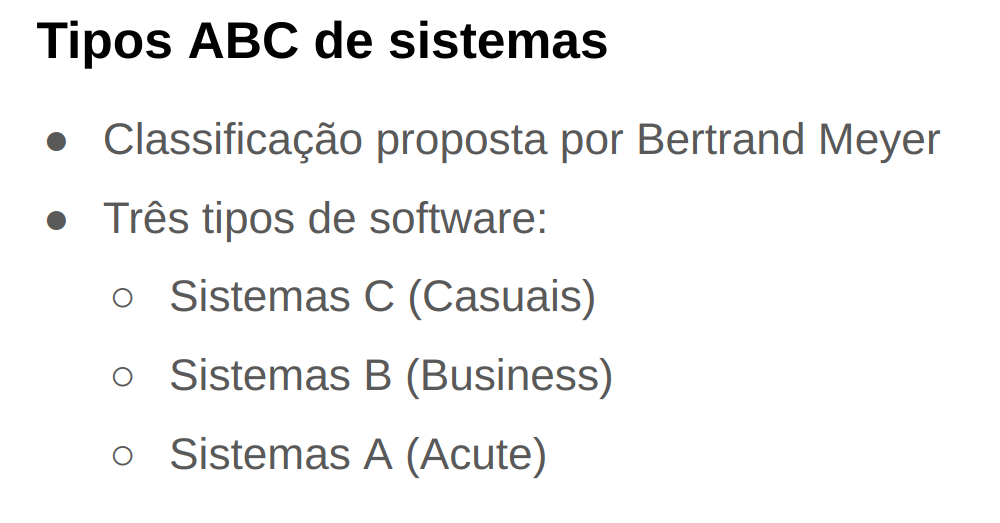 Tipos ABC de sistemas
● Classificação proposta por Bertrand Meyer
● Três tipos de software:
○ Sistemas C (Casuais)
○ Sistemas B (Business)
○ Sistemas A (Acute)